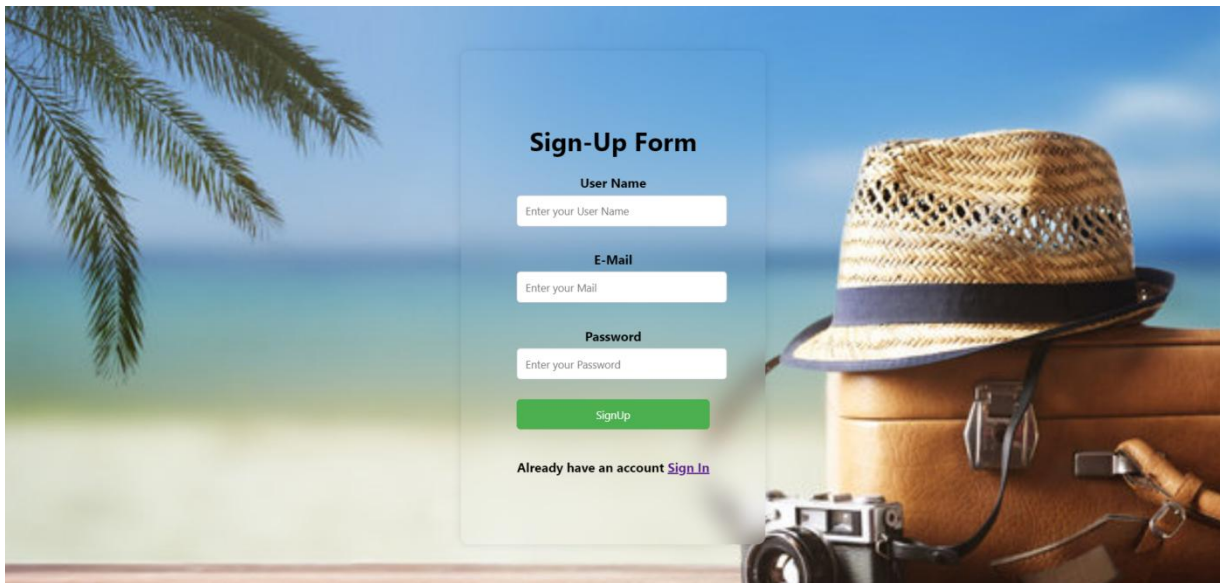 Sign-Up Form
User Name
Enter your User Name
E-Mail
Enter your Mail
Password
Enter your Password
SignUp
Already have an account Sign In